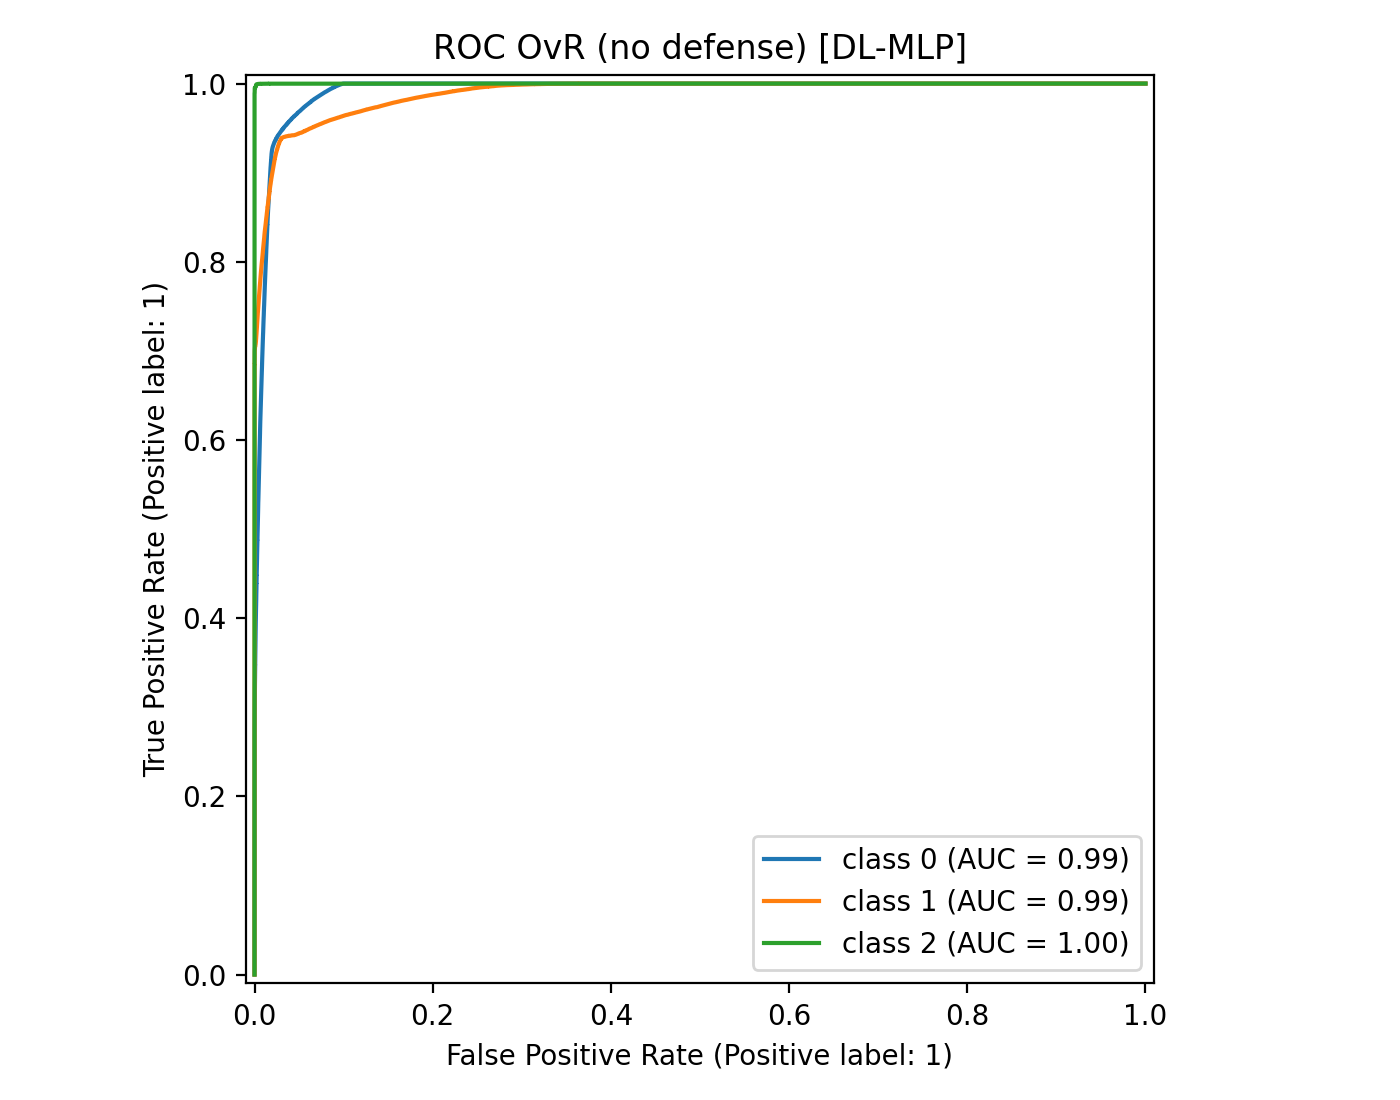 ROC OvR (no defense) [DL-MLP]
1.0
0.8
0.6
0.4
0.2
0.0
True Positive Rate (Positive label: 1)
class 0 (AUC = 0.99)
class 1 (AUC = 0.99)
class 2 (AUC = 1.00)
0.0 0.2 0.4 0.6 0.8 1.0
False Positive Rate (Positive label: 1)